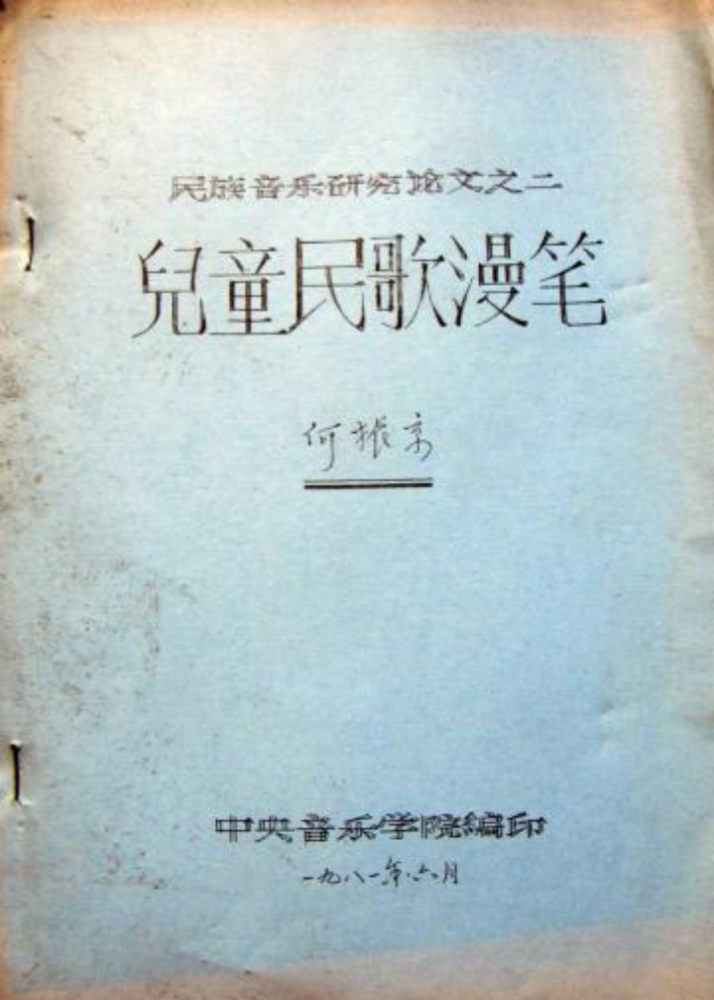 民族音乐研究论文之二
兒童民歌漫笔
何振京
中央音乐学院編印
一九八一年六月